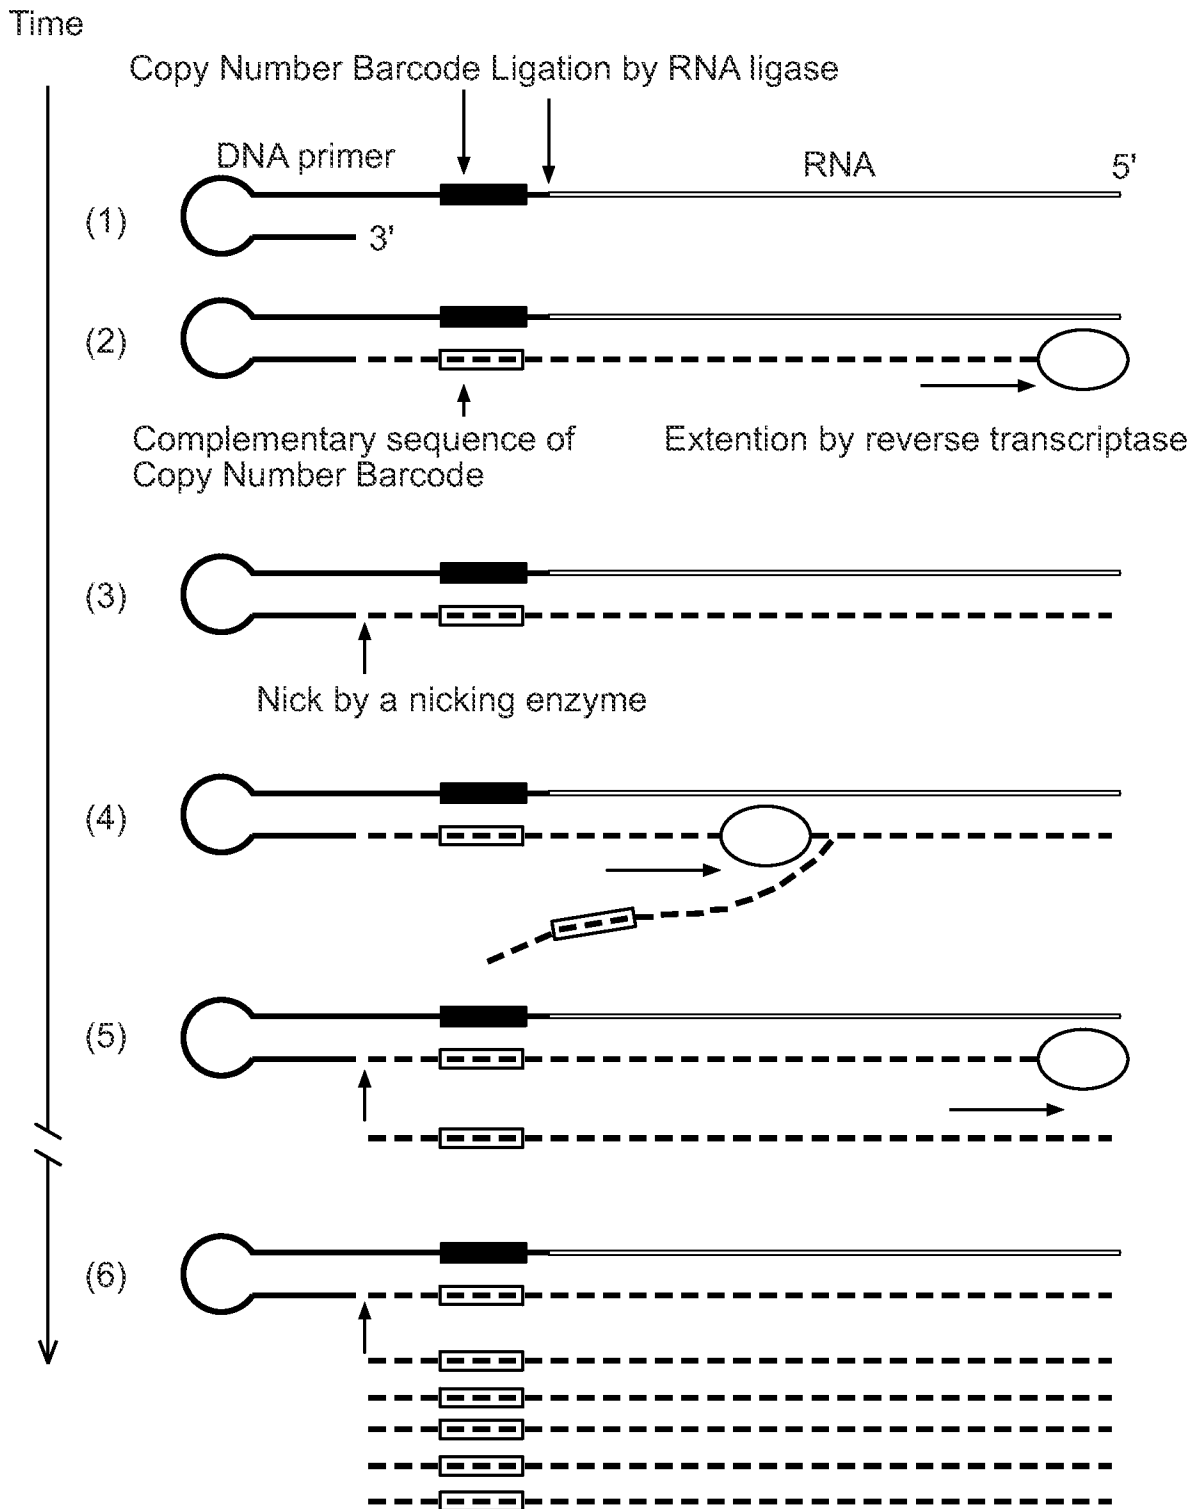 Time
Copy Number Barcode Ligation by RNA ligase
DNA primer
RNA
5'
(1)
3'
(2)
Complementary sequence of
Copy Number Barcode
Extention by reverse transcriptase
(3)
Nick by a nicking enzyme
(4)
(5)
(6)